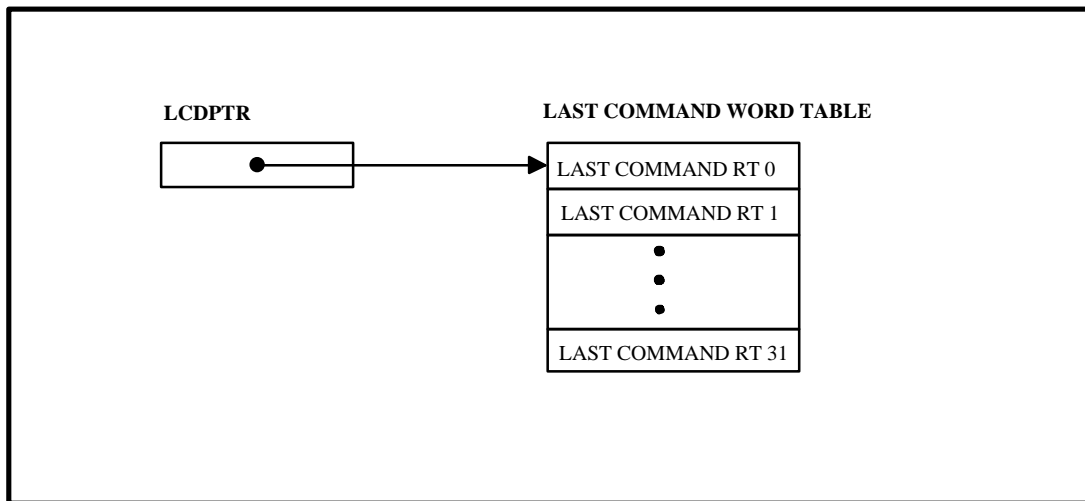 LCDPTR
LAST COMMAND WORD TABLE
LAST COMMAND RT 0
LAST COMMAND RT 1
LAST COMMAND RT 31